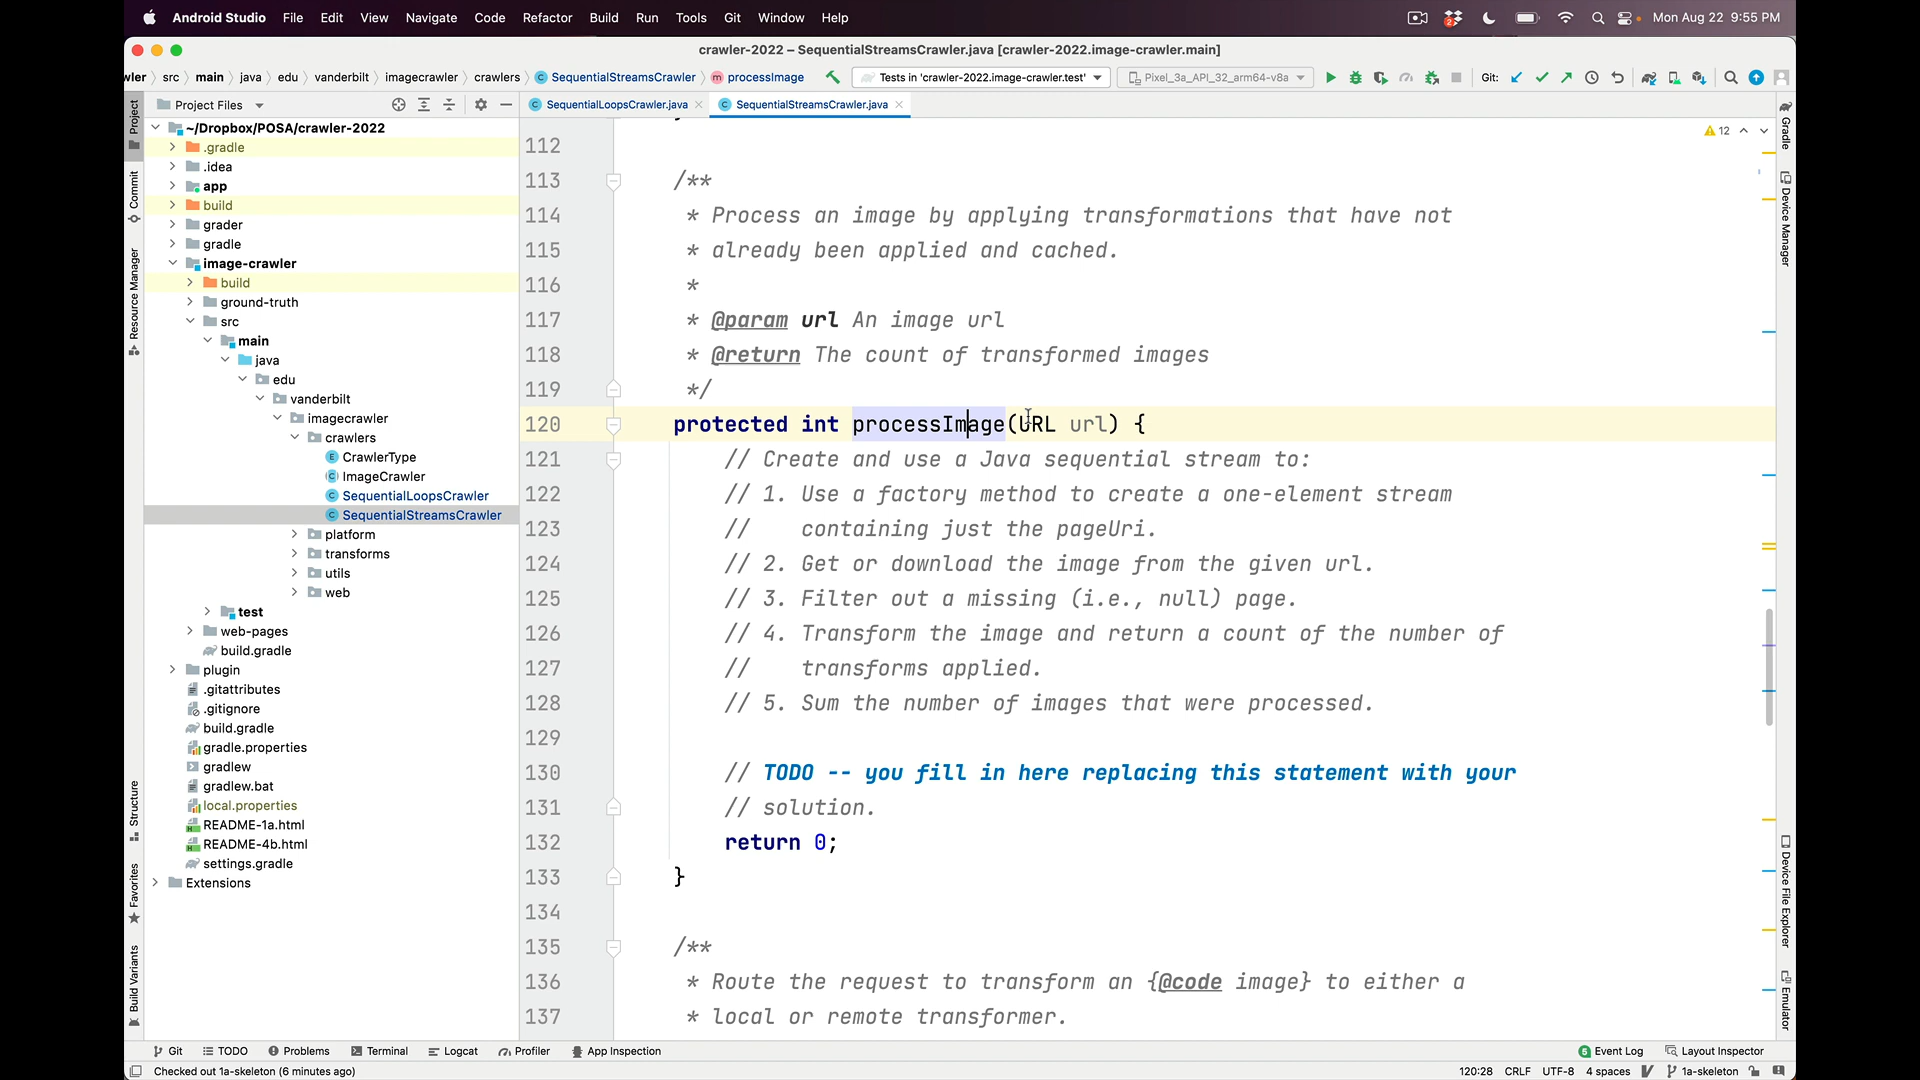 Android Studio File Edit View Navigate Code Refactor Build Run Tools Git Window Help Mon Aug 22 9:55 PM
crawler-2022 – SequentialStreamsCrawler.java [crawler-2022.image-crawler.main]
wler src main java edu vanderbilt imagecrawler crawlers SequentialStreamsCrawler processImage Tests in 'crawler-2022.image-crawler.test' Pixel_3a_API_32_arm64-v8a Git:
Project Files SequentialLoopsCrawler.java SequentialStreamsCrawler.java
~/Dropbox/POSA/crawler-2022
.gradle
.idea
app
build
grader
gradle
image-crawler
build
ground-truth
src
main
java
edu
vanderbilt
imagecrawler
crawlers
CrawlerType
ImageCrawler
SequentialLoopsCrawler
SequentialStreamsCrawler
platform
transforms
utils
web
test
web-pages
build.gradle
plugin
.gitattributes
.gitignore
build.gradle
gradle.properties
gradlew
gradlew.bat
local.properties
README-1a.html
README-4b.html
settings.gradle
Extensions
12
112
113 /**
114 * Process an image by applying transformations that have not
115 * already been applied and cached.
116 *
117 * @param url An image url
118 * @return The count of transformed images
119 */
120 protected int processImage(URL url) {
121 // Create and use a Java sequential stream to:
122 // 1. Use a factory method to create a one-element stream
123 // containing just the pageUri.
124 // 2. Get or download the image from the given url.
125 // 3. Filter out a missing (i.e., null) page.
126 // 4. Transform the image and return a count of the number of
127 // transforms applied.
128 // 5. Sum the number of images that were processed.
129
130 // TODO -- you fill in here replacing this statement with your
131 // solution.
132 return 0;
133 }
134
135 /**
136 * Route the request to transform an {@code image} to either a
137 * local or remote transformer.
Project
Commit
Resource Manager
Structure
Favorites
Build Variants
Gradle
Device Manager
Device File Explorer
Emulator
Git TODO Problems Terminal Logcat Profiler App Inspection 5 Event Log Layout Inspector
Checked out 1a-skeleton (6 minutes ago) 120:28 CRLF UTF-8 4 spaces 1a-skeleton